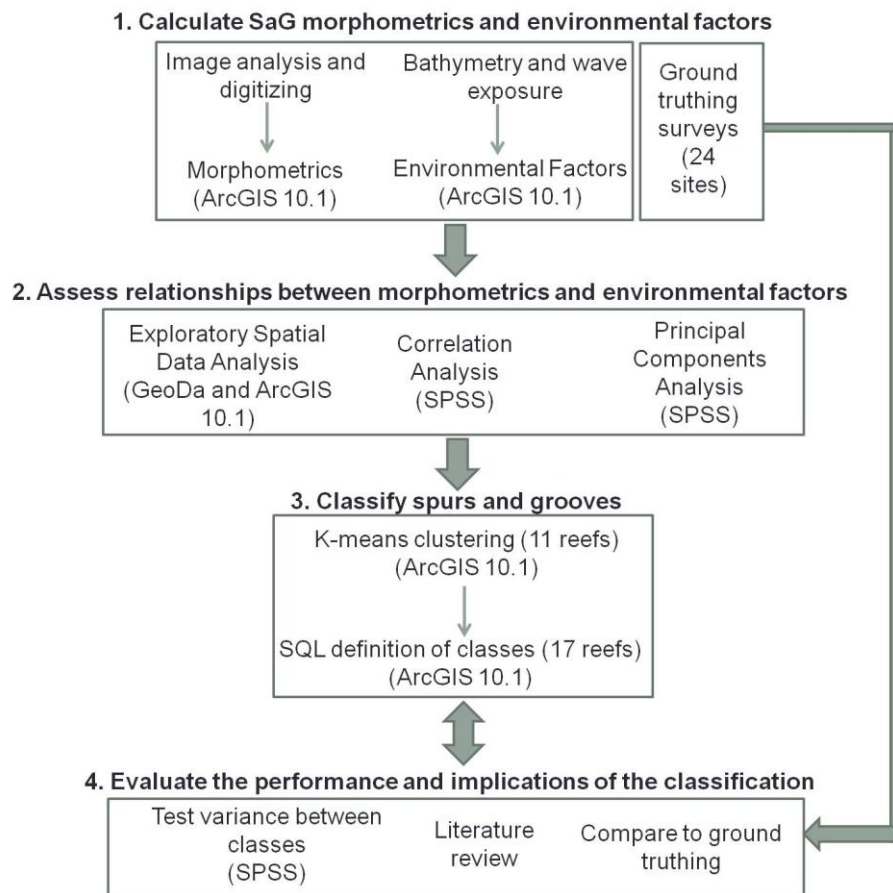 1. Calculate SaG morphometrics and environmental factors
Image analysis and
digitizing
Morphometrics
(ArcGIS 10.1)
Bathymetry and wave
exposure
Environmental Factors
(ArcGIS 10.1)
Ground
truthing
surveys
(24
sites)
2. Assess relationships between morphometrics and environmental factors
Exploratory Spatial
Data Analysis
(GeoDa and ArcGIS
10.1)
Correlation
Analysis
(SPSS)
Principal
Components
Analysis
(SPSS)
3. Classify spurs and grooves
K-means clustering (11 reefs)
(ArcGIS 10.1)
SQL definition of classes (17 reefs)
(ArcGIS 10.1)
4. Evaluate the performance and implications of the classification
Test variance between
classes
(SPSS)
Literature
review
Compare to ground
truthing